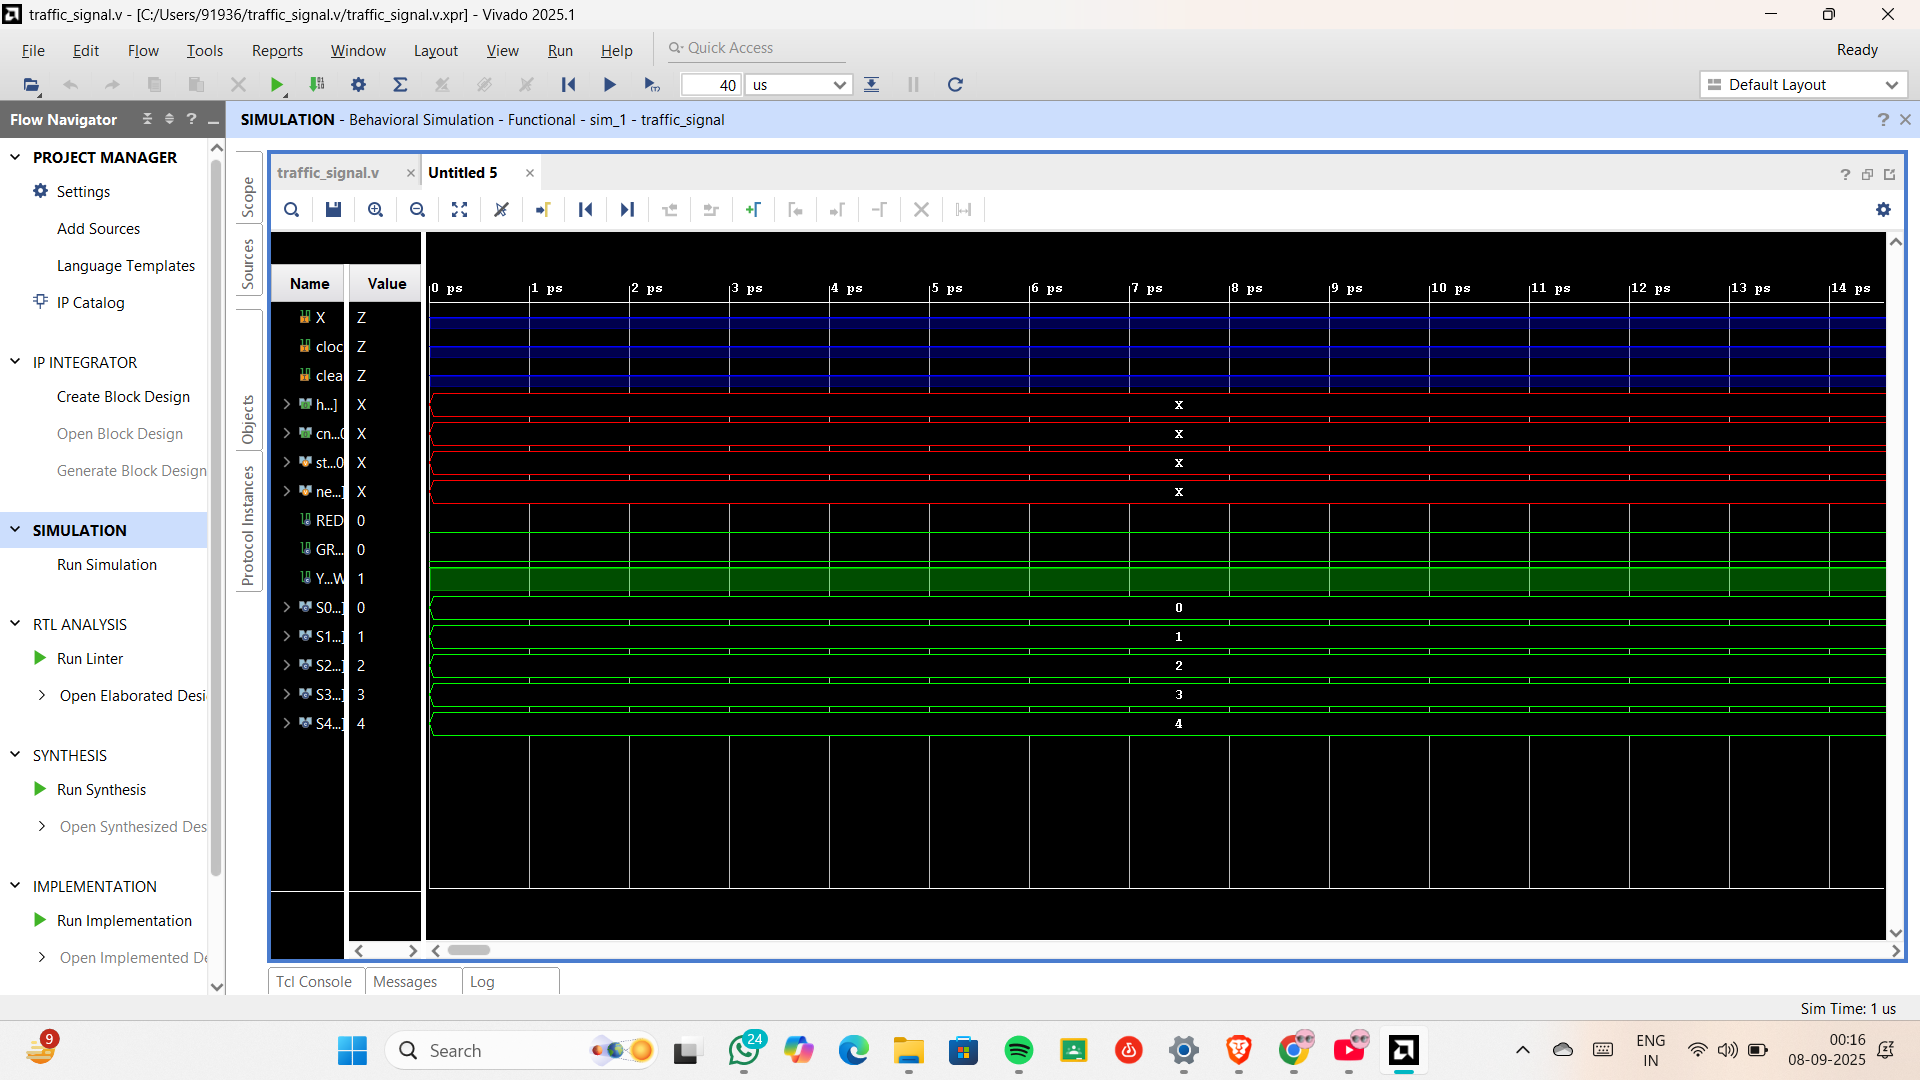 traffic_signal.v - [C:/Users/91936/traffic_signal.v/traffic_signal.v.xpr] - Vivado 2025.1
File Edit Flow Tools Reports Window Layout View Run Help
Quick Access
Ready
40 us
Default Layout
Flow Navigator
SIMULATION - Behavioral Simulation - Functional - sim_1 - traffic_signal
PROJECT MANAGER
Settings
Add Sources
Language Templates
IP Catalog
IP INTEGRATOR
Create Block Design
Open Block Design
Generate Block Design
SIMULATION
Run Simulation
RTL ANALYSIS
Run Linter
Open Elaborated Desi
SYNTHESIS
Run Synthesis
Open Synthesized Des
IMPLEMENTATION
Run Implementation
Open Implemented De
Scope
Sources
Objects
Protocol Instances
traffic_signal.v
Untitled 5
Name Value
0 ps 1 ps 2 ps 3 ps 4 ps 5 ps 6 ps 7 ps 8 ps 9 ps 10 ps 11 ps 12 ps 13 ps 14 ps
X Z
cloc Z
clea Z
h...] X X
cn...0 X X
st...0 X X
ne...] X X
RED 0
GR... 0
Y...W 1
S0...] 0 0
S1...] 1 1
S2...] 2 2
S3...] 3 3
S4...] 4 4
Tcl Console Messages Log
Sim Time: 1 us
9
Search
24
ENG
IN
00:16
08-09-2025